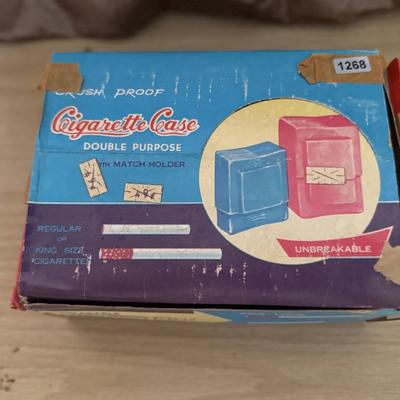 1268
CRUSH PROOF
Cigarette Case
DOUBLE PURPOSE
WITH MATCH HOLDER
REGULAR
OR
KING SIZE
CIGARETTES
UNBREAKABLE